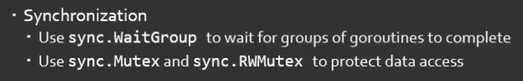 • Synchronization
• Use sync.WaitGroup to wait for groups of goroutines to complete
• Use sync.Mutex and sync.RWMutex to protect data access